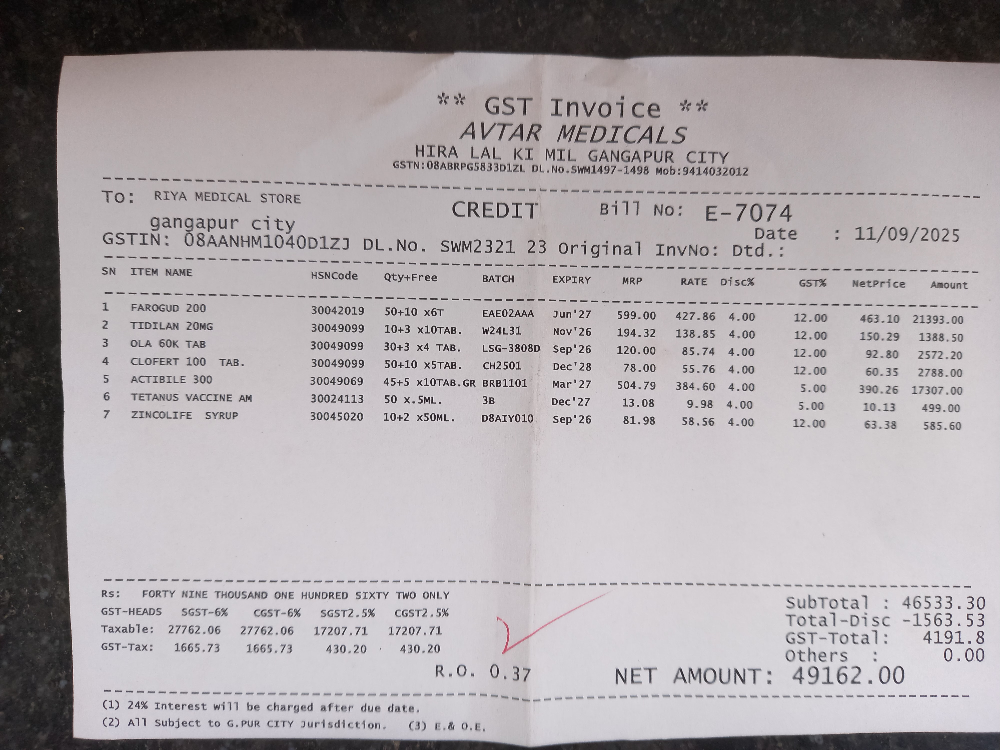 ** GST Invoice **
AVTAR MEDICALS
HIRA LAL KI MIL GANGAPUR CITY
GSTN:08ABRPG5833D1ZL DL.No.SWM1497-1498 Mob:9414032012
To: RIYA MEDICAL STORE
CREDIT Bill No: E-7074
gangapur city
Date : 11/09/2025
GSTIN: 08AANHM1040D1ZJ DL.No. SWM2321 23 Original InvNo: Dtd.:
SN ITEM NAME HSNCode Qty+Free BATCH EXPIRY MRP RATE Disc% GST% NetPrice Amount
1 FAROGUD 200 30042019 50+10 x6T EAE02AAA Jun'27 599.00 427.86 4.00 12.00 463.10 21393.00
2 TIDILAN 20MG 30049099 10+3 x10TAB. W24L31 Nov'26 194.32 138.85 4.00 12.00 150.29 1388.50
3 OLA 60K TAB 30049099 30+3 x4 TAB. LSG-3808D Sep'26 120.00 85.74 4.00 12.00 92.80 2572.20
4 CLOFERT 100 TAB. 30049099 50+10 x5TAB. CH2501 Dec'28 78.00 55.76 4.00 12.00 60.35 2788.00
5 ACTIBILE 300 30049069 45+5 x10TAB.GR BRB1101 Mar'27 504.79 384.60 4.00 5.00 390.26 17307.00
6 TETANUS VACCINE AM 30024113 50 x.5ML. 3B Dec'27 13.08 9.98 4.00 5.00 10.13 499.00
7 ZINCOLIFE SYRUP 30045020 10+2 x50ML. D8AIY010 Sep'26 81.98 58.56 4.00 12.00 63.38 585.60
Rs: FORTY NINE THOUSAND ONE HUNDRED SIXTY TWO ONLY
GST-HEADS SGST-6% CGST-6% SGST2.5% CGST2.5%
Taxable: 27762.06 27762.06 17207.71 17207.71
GST-Tax: 1665.73 1665.73 430.20 430.20
R.O. 0.37
SubTotal : 46533.30
Total-Disc -1563.53
GST-Total: 4191.8
Others : 0.00
NET AMOUNT: 49162.00
(1) 24% Interest will be charged after due date.
(2) All Subject to G.PUR CITY Jurisdiction. (3) E.& O.E.